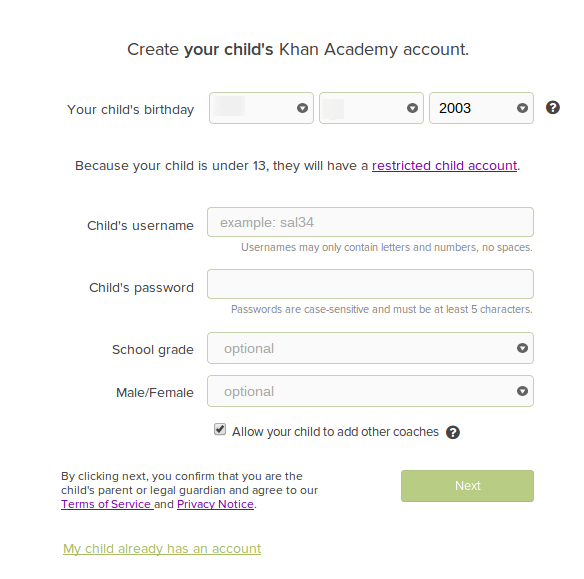 Create your child's Khan Academy account.
Your child's birthday 2003 ?
Because your child is under 13, they will have a restricted child account.
Child's username example: sal34
Usernames may only contain letters and numbers, no spaces.
Child's password
Passwords are case-sensitive and must be at least 5 characters.
School grade optional
Male/Female optional
Allow your child to add other coaches ?
By clicking next, you confirm that you are the
child's parent or legal guardian and agree to our
Terms of Service and Privacy Notice.
Next
My child already has an account